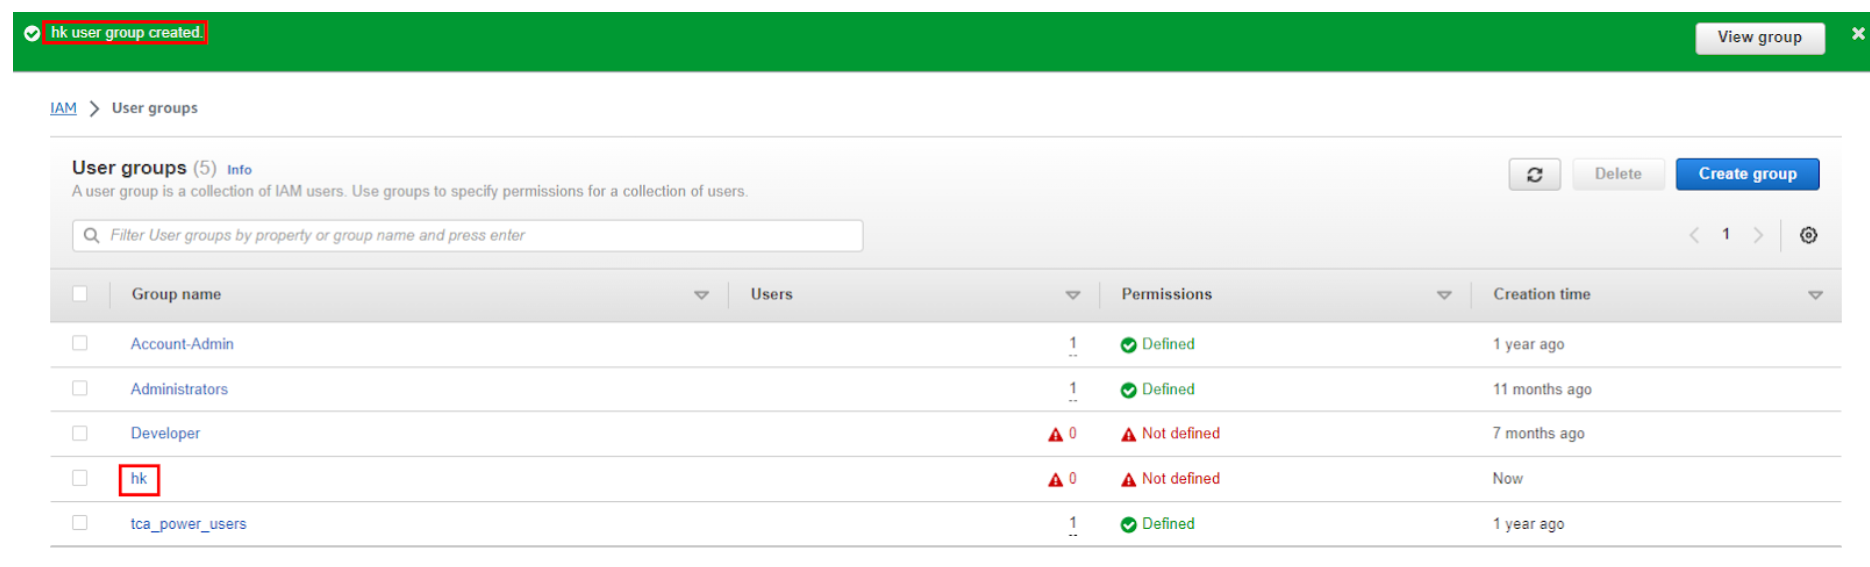 hk user group created.
View group
IAM > User groups
User groups (5) Info
A user group is a collection of IAM users. Use groups to specify permissions for a collection of users.
Delete
Create group
Filter User groups by property or group name and press enter
< 1 >
Group name Users Permissions Creation time
Account-Admin 1 Defined 1 year ago
Administrators 1 Defined 11 months ago
Developer 0 Not defined 7 months ago
hk 0 Not defined Now
tca_power_users 1 Defined 1 year ago